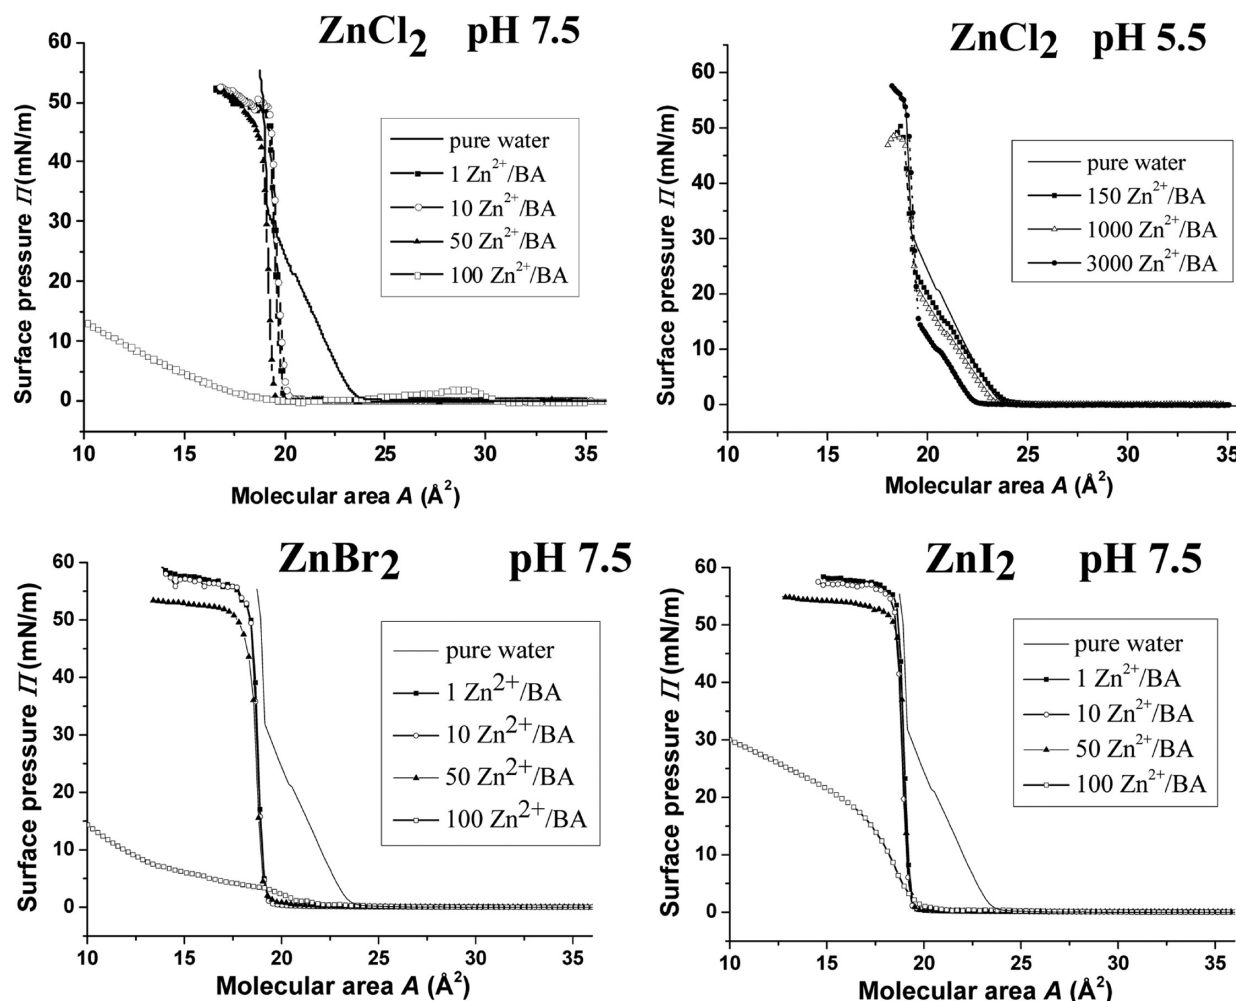 ZnCl2 pH 7.5
60
50
40
30
20
10
0
Surface pressure Π (mN/m)
pure water
1 Zn2+/BA
10 Zn2+/BA
50 Zn2+/BA
100 Zn2+/BA
10 15 20 25 30 35
Molecular area A (Å2)
ZnCl2 pH 5.5
60
50
40
30
20
10
0
Surface pressure Π (mN/m)
pure water
150 Zn2+/BA
1000 Zn2+/BA
3000 Zn2+/BA
10 15 20 25 30 35
Molecular area A (Å2)
ZnBr2 pH 7.5
60
50
40
30
20
10
0
Surface pressure Π (mN/m)
pure water
1 Zn2+/BA
10 Zn2+/BA
50 Zn2+/BA
100 Zn2+/BA
10 15 20 25 30 35
Molecular area A (Å2)
ZnI2 pH 7.5
60
50
40
30
20
10
0
Surface pressure Π (mN/m)
pure water
1 Zn2+/BA
10 Zn2+/BA
50 Zn2+/BA
100 Zn2+/BA
10 15 20 25 30 35
Molecular area A (Å2)